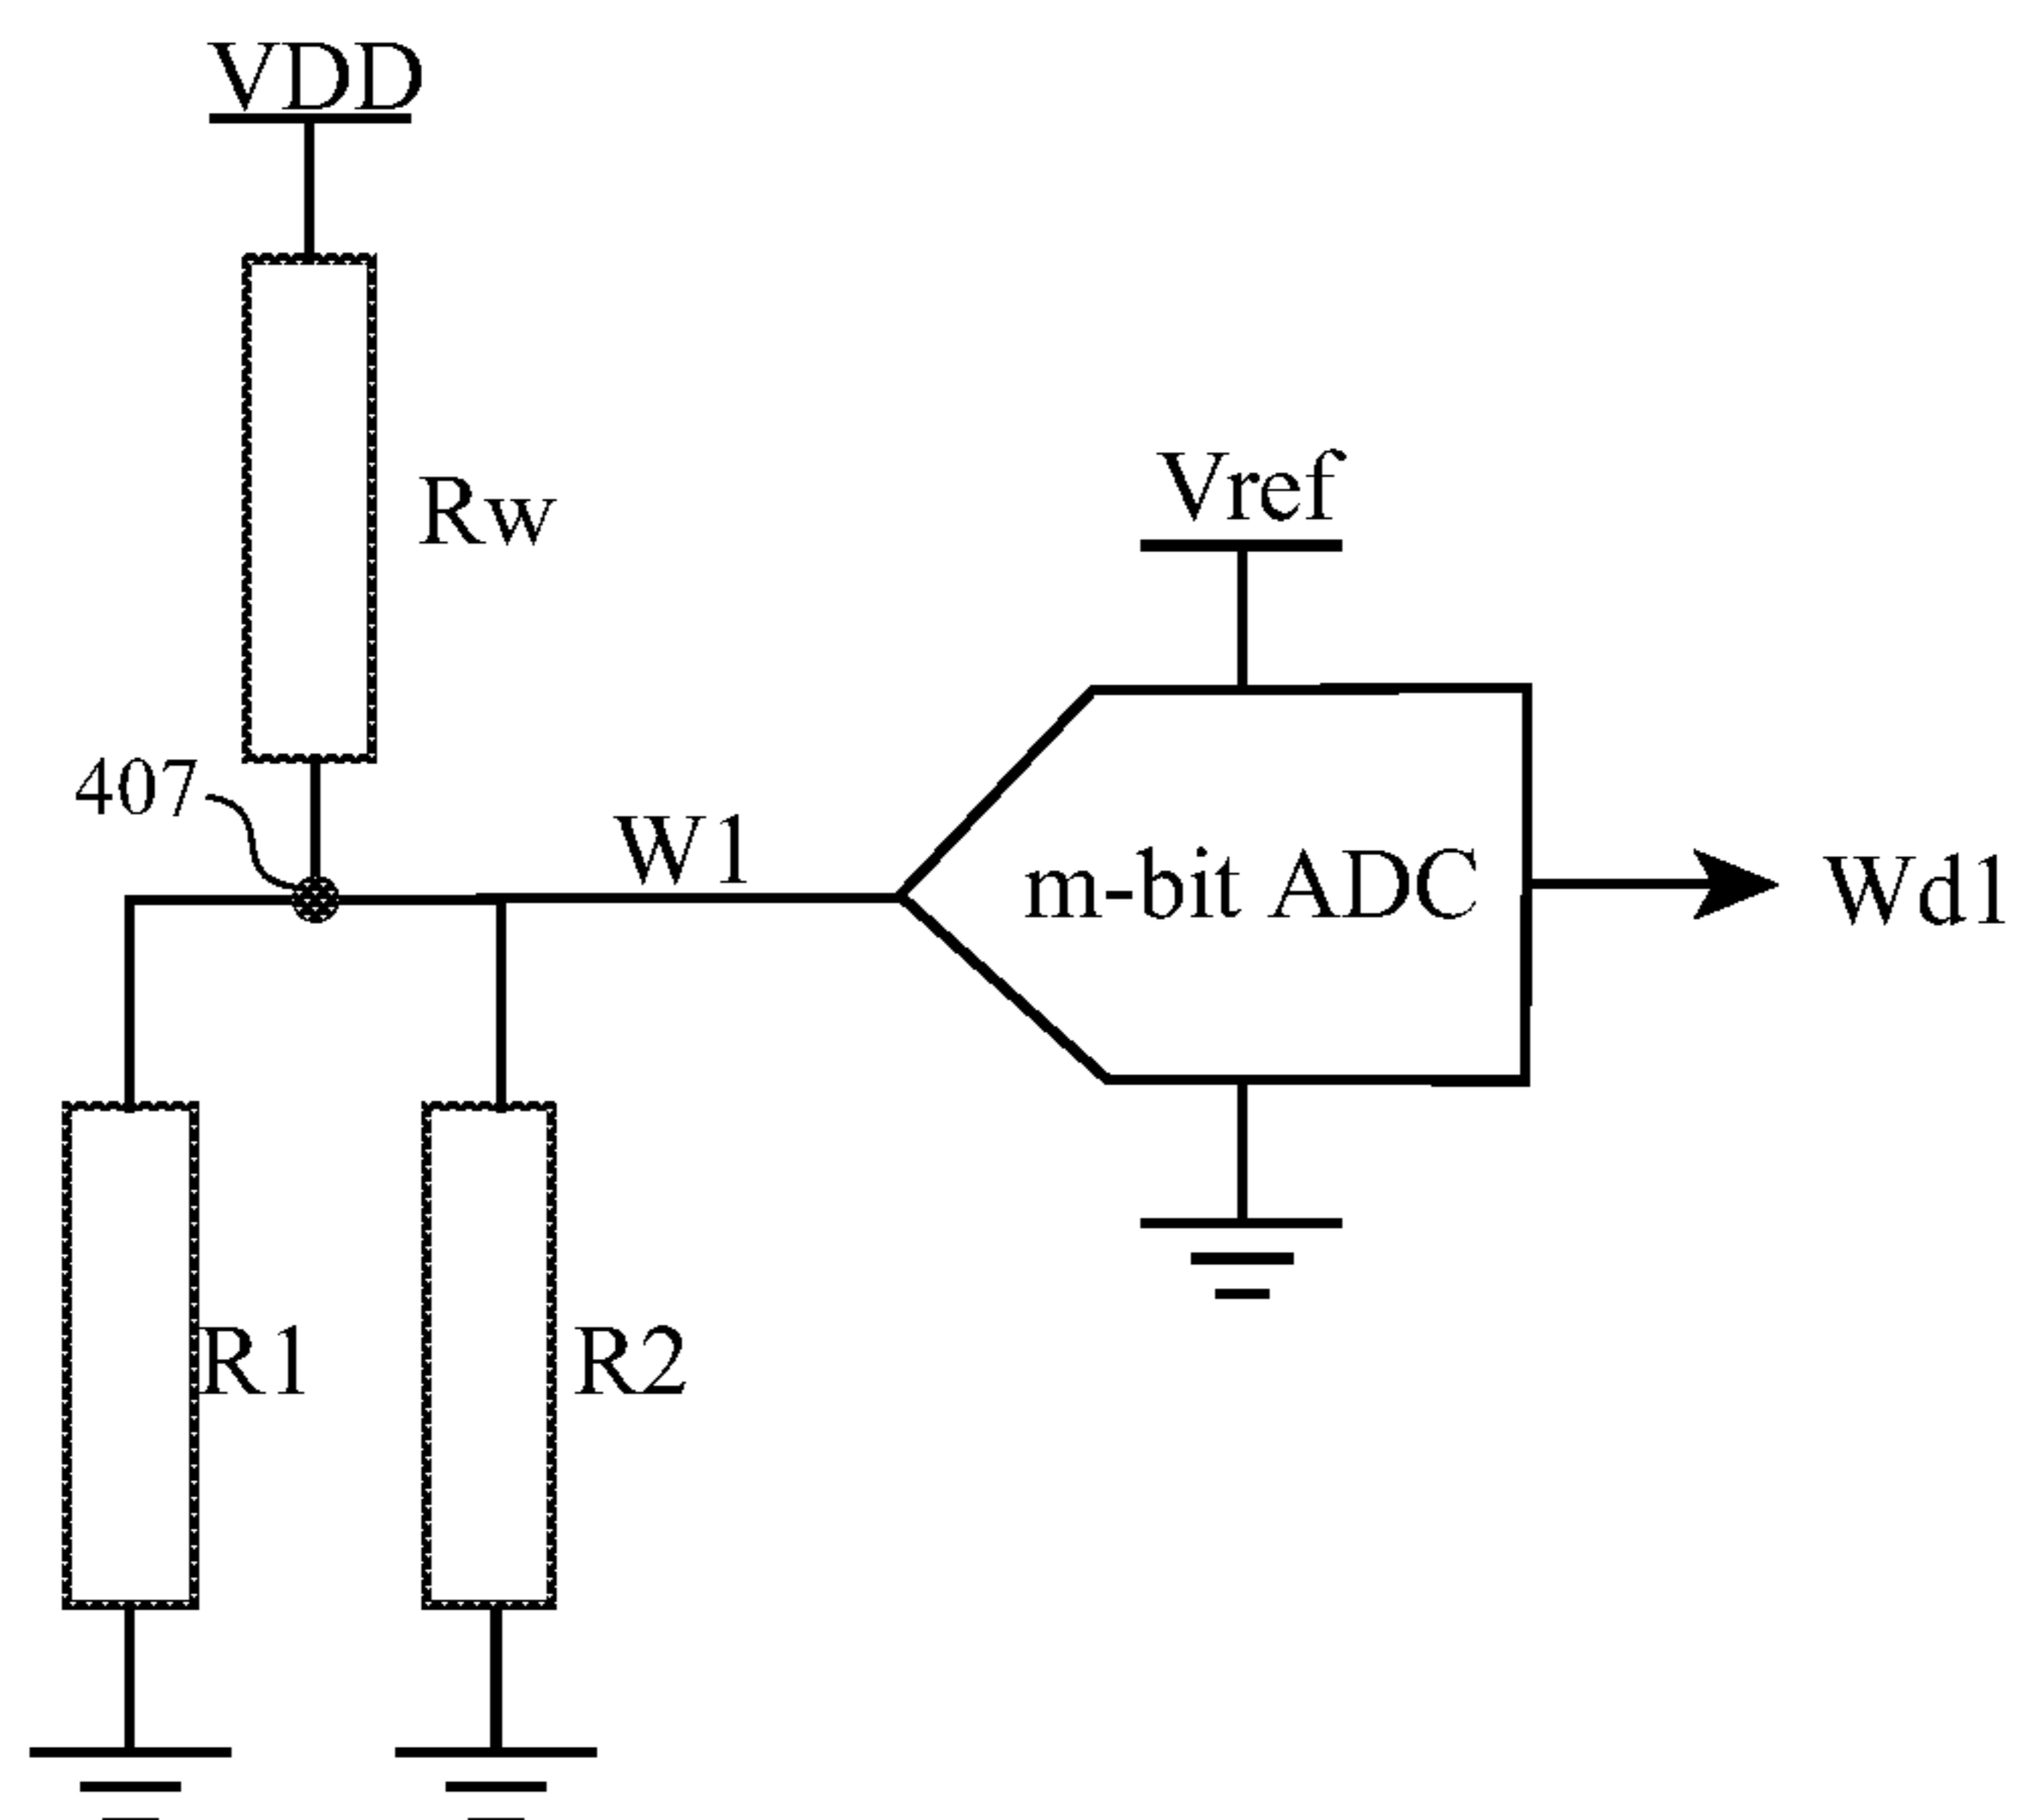 VDD
Rw
Vref
407
W1
m-bit ADC
Wd1
R1
R2